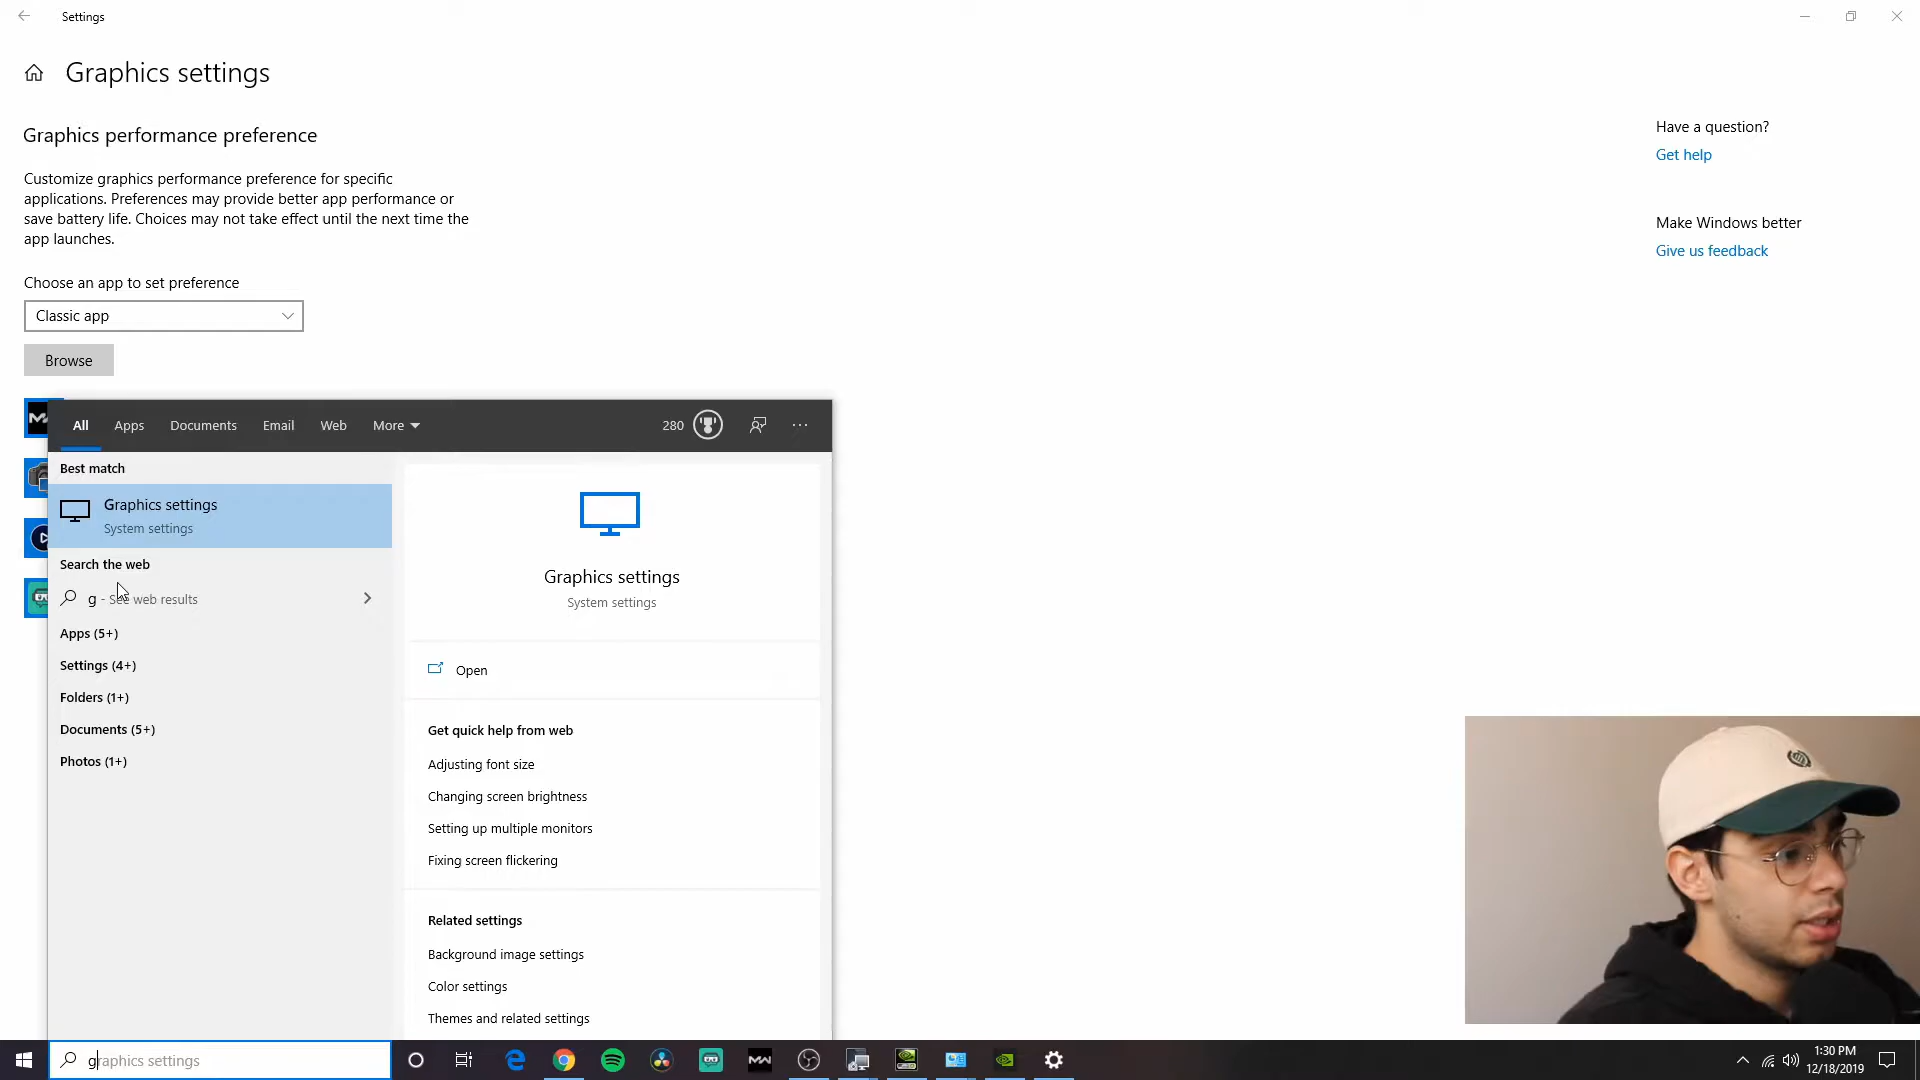 Settings
Graphics settings
Graphics performance preference
Customize graphics performance preference for specific
applications. Preferences may provide better app performance or
save battery life. Choices may not take effect until the next time the
app launches.
Choose an app to set preference
Classic app
Browse
Have a question?
Get help
Make Windows better
Give us feedback
All Apps Documents Email Web More 280
Best match
Graphics settings
System settings
Search the web
g - See web results
Apps (5+)
Settings (4+)
Folders (1+)
Documents (5+)
Photos (1+)
Graphics settings
System settings
Open
Get quick help from web
Adjusting font size
Changing screen brightness
Setting up multiple monitors
Fixing screen flickering
Related settings
Background image settings
Color settings
Themes and related settings
graphics settings
MW
1:30 PM
12/18/2019